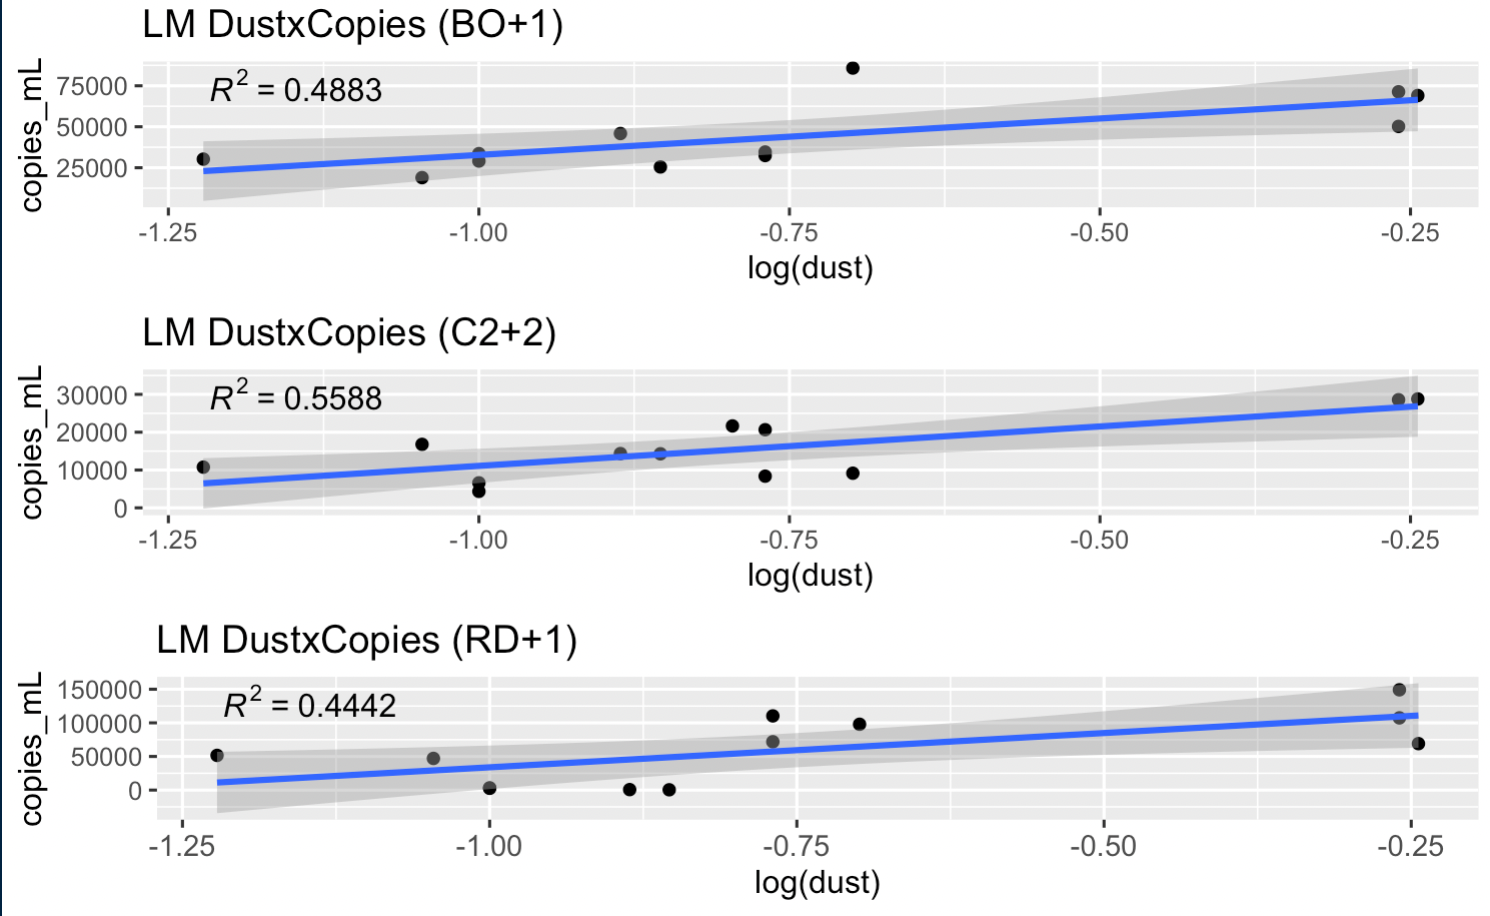 LM DustxCopies (BO+1)
copies_mL
75000
50000
25000
R² = 0.4883
-1.25 -1.00 -0.75 -0.50 -0.25
log(dust)
LM DustxCopies (C2+2)
copies_mL
30000
20000
10000
0
R² = 0.5588
-1.25 -1.00 -0.75 -0.50 -0.25
log(dust)
LM DustxCopies (RD+1)
copies_mL
150000
100000
50000
0
R² = 0.4442
-1.25 -1.00 -0.75 -0.50 -0.25
log(dust)